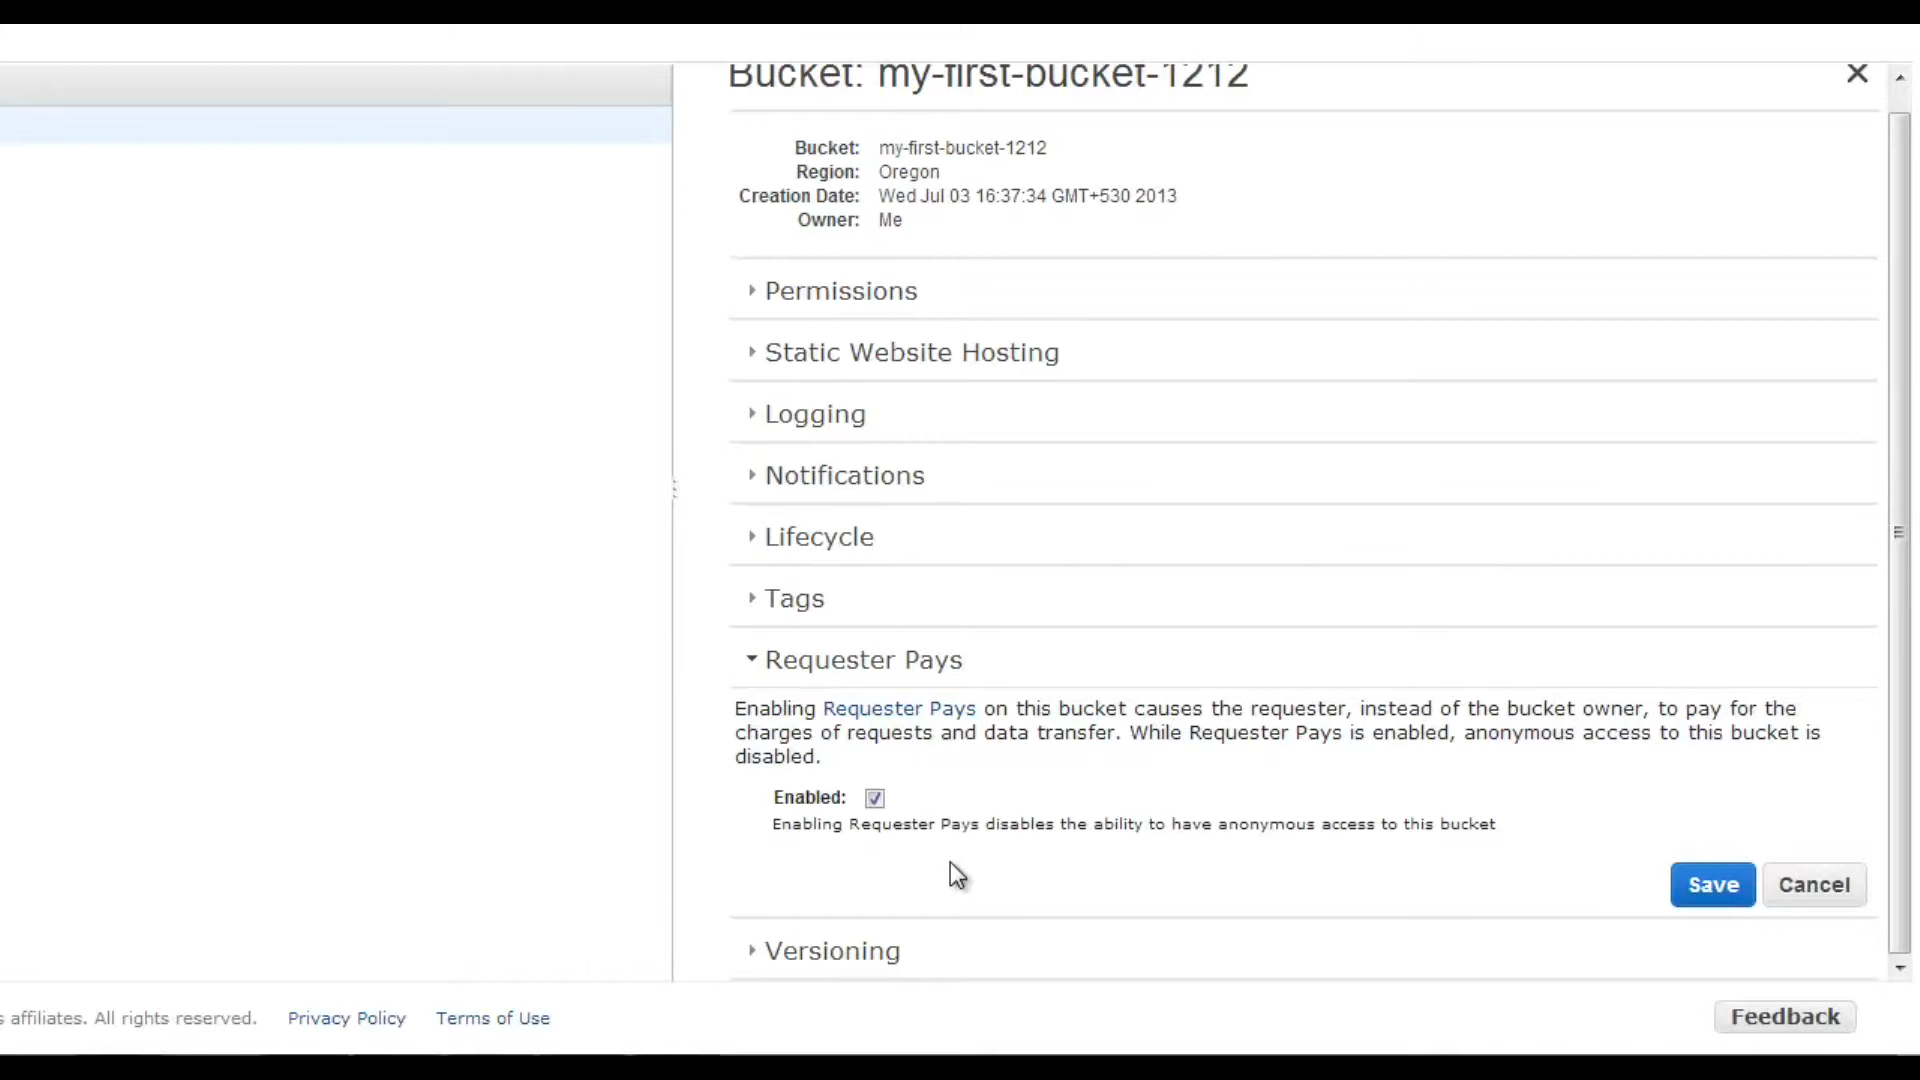 Bucket: my-first-bucket-1212
Bucket: my-first-bucket-1212
Region: Oregon
Creation Date: Wed Jul 03 16:37:34 GMT+530 2013
Owner: Me
Permissions
Static Website Hosting
Logging
Notifications
Lifecycle
Tags
Requester Pays
Enabling Requester Pays on this bucket causes the requester, instead of the bucket owner, to pay for the
charges of requests and data transfer. While Requester Pays is enabled, anonymous access to this bucket is
disabled.
Enabled:
Enabling Requester Pays disables the ability to have anonymous access to this bucket
Save Cancel
Versioning
s affiliates. All rights reserved. Privacy Policy Terms of Use Feedback